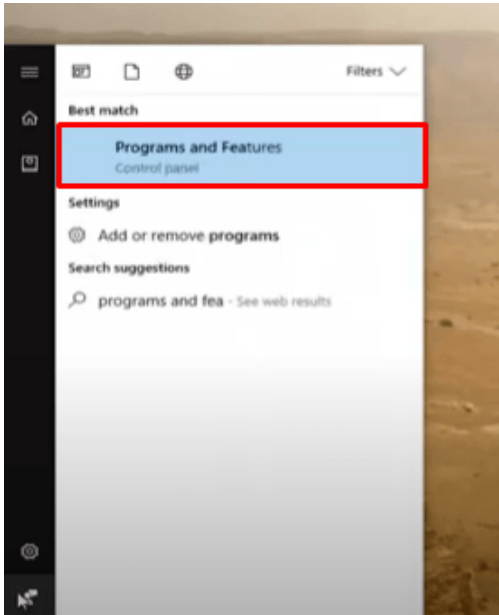 Filters
Best match
Programs and Features
Control panel
Settings
Add or remove programs
Search suggestions
programs and fea - See web results